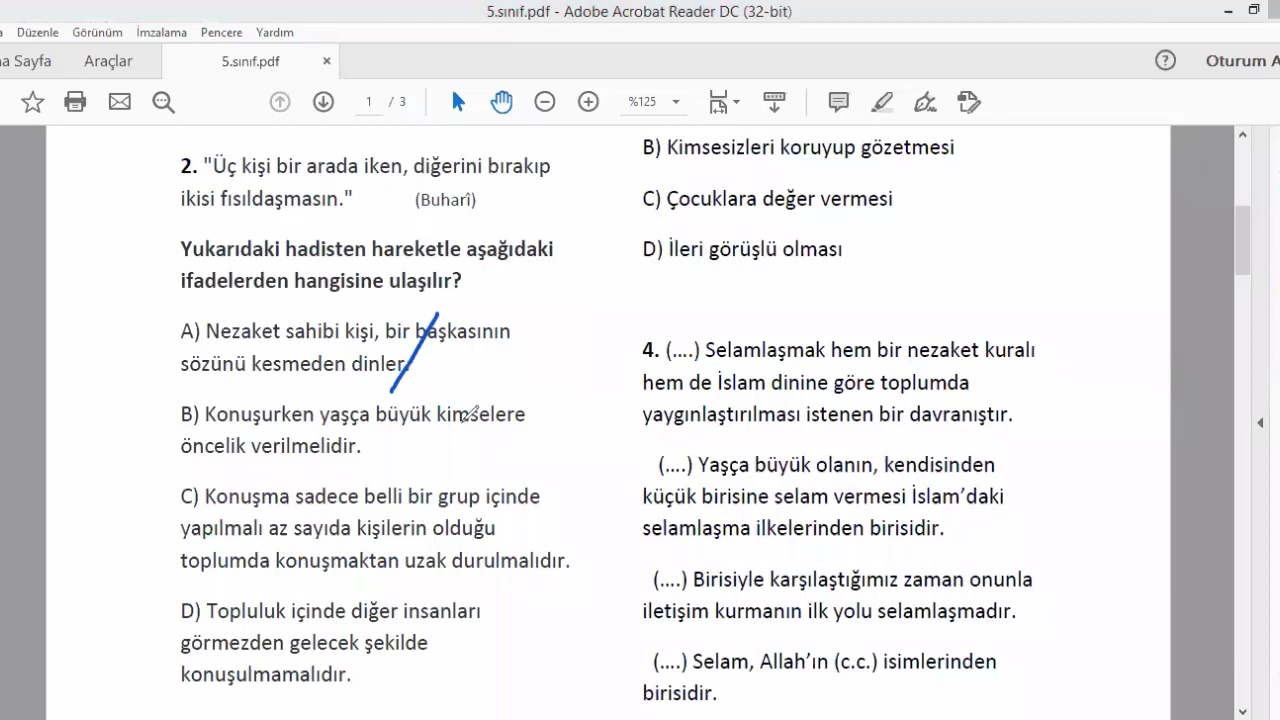 5.sınıf.pdf - Adobe Acrobat Reader DC (32-bit)
Düzenle Görünüm İmzalama Pencere Yardım
Sayfa Araçlar 5.sınıf.pdf × ? Oturum A
1 / 3 %125
2. "Üç kişi bir arada iken, diğerini bırakıp
ikisi fısıldaşmasın." (Buharî)
Yukarıdaki hadisten hareketle aşağıdaki
ifadelerden hangisine ulaşılır?
A) Nezaket sahibi kişi, bir başkasının
sözünü kesmeden dinler.
B) Konuşurken yaşça büyük kimselere
öncelik verilmelidir.
C) Konuşma sadece belli bir grup içinde
yapılmalı az sayıda kişilerin olduğu
toplumda konuşmaktan uzak durulmalıdır.
D) Topluluk içinde diğer insanları
görmezden gelecek şekilde
konuşulmamalıdır.
B) Kimsesizleri koruyup gözetmesi
C) Çocuklara değer vermesi
D) İleri görüşlü olması
4. (....) Selamlaşmak hem bir nezaket kuralı
hem de İslam dinine göre toplumda
yaygınlaştırılması istenen bir davranıştır.
(....) Yaşça büyük olanın, kendisinden
küçük birisine selam vermesi İslam’daki
selamlaşma ilkelerinden birisidir.
(....) Birisiyle karşılaştığımız zaman onunla
iletişim kurmanın ilk yolu selamlaşmadır.
(....) Selam, Allah’ın (c.c.) isimlerinden
birisidir.